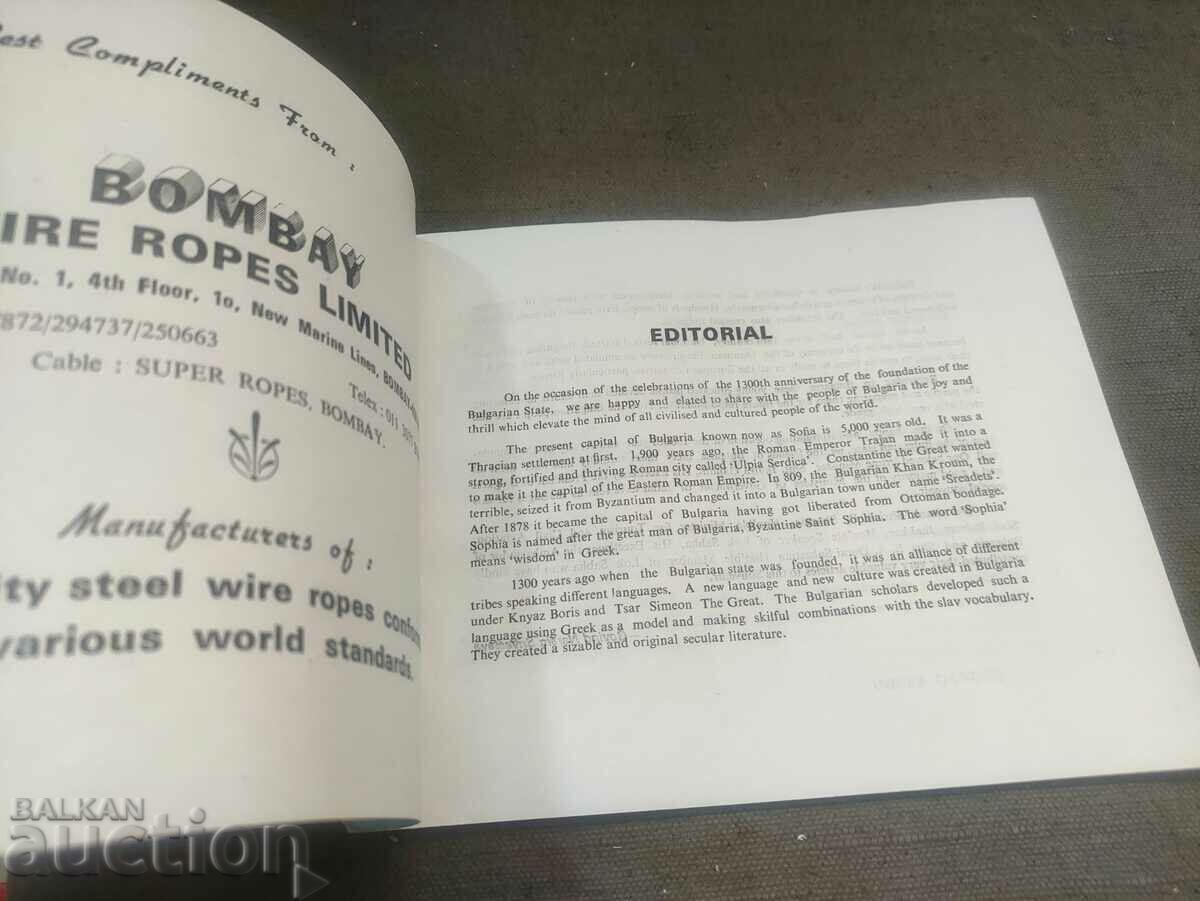 Best Compliments From :
BOMBAY
IRE ROPES LIMITED
No. 1, 4th Floor, 1o, New Marine Lines,
7872/294737/250663
Cable : SUPER ROPES, BOMBAY.
Telex : 011
Manufacturers of :
ity steel wire ropes conform
various world standards.
EDITORIAL
On the occasion of the celebrations of the 1300th anniversary of the foundation of the
Bulgarian State, we are happy and elated to share with the people of Bulgaria the joy and
thrill which elevate the mind of all civilised and cultured people of the world.
The present capital of Bulgaria known now as Sofia is 5,000 years old. It was a
Thracian settlement at first. 1,900 years ago, the Roman Emperor Trajan made it into a
strong, fortified and thriving Roman city called 'Ulpia Serdica'. Constantine the Great wanted
to make it the capital of the Eastern Roman Empire. In 809, the Bulgarian Khan Kroum, the
terrible, seized it from Byzantium and changed it into a Bulgarian town under name 'Sreadets'.
After 1878 it became the capital of Bulgaria having got liberated from Ottoman bondage.
Sophia is named after the great man of Bulgaria, Byzantine Saint Sophia. The word 'Sophia'
means 'wisdom' in Greek.
1300 years ago when the Bulgarian state was founded, it was an alliance of different
tribes speaking different languages. A new language and new culture was created in Bulgaria
under Knyaz Boris and Tsar Simeon The Great. The Bulgarian scholars developed such a
language using Greek as a model and making skilful combinations with the slav vocabulary.
They created a sizable and original secular literature.
BALKAN
auction